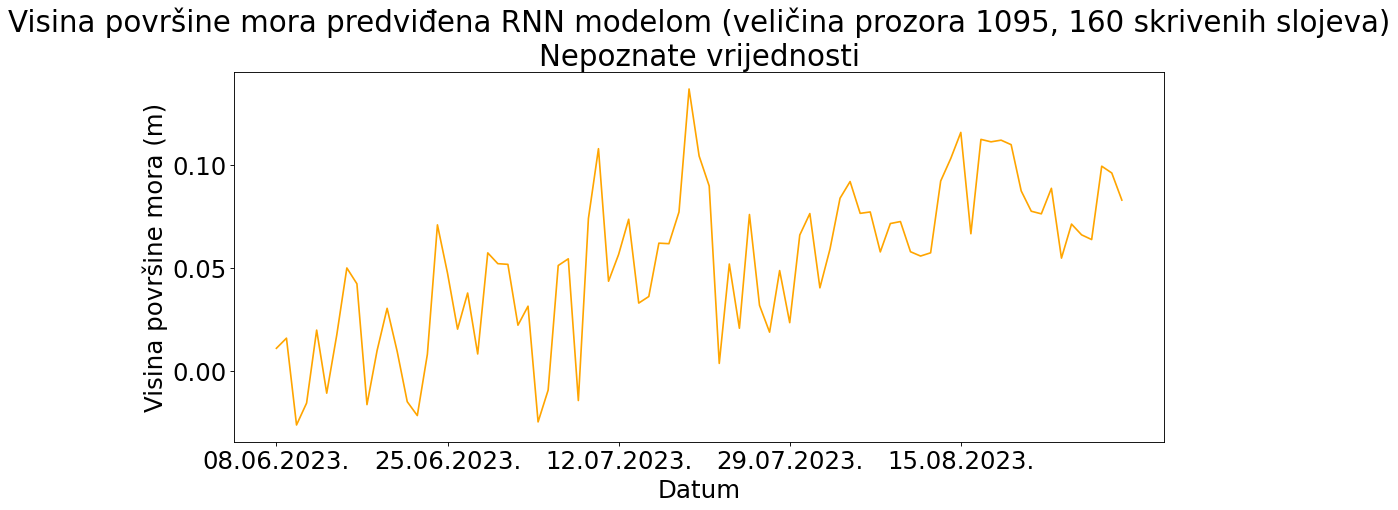 Visina površine mora predviđena RNN modelom (veličina prozora 1095, 160 skrivenih slojeva)
Nepoznate vrijednosti
Visina površine mora (m)
0.10
0.05
0.00
08.06.2023.
25.06.2023.
12.07.2023.
29.07.2023.
15.08.2023.
Datum